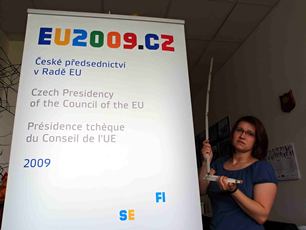 EU2009.CZ
České předsednictví
v Radě EU
Czech Presidency
of the Council of the EU
Présidence tchèque
du Conseil de l'UE
2009
FI
SE